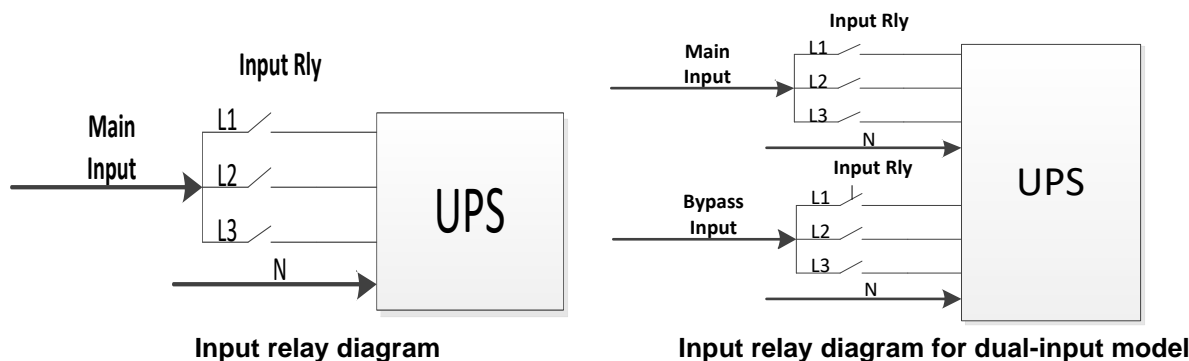 Input Rly
Main
Input
L1
L2
L3
N
UPS
Input relay diagram
Input Rly
Main
Input
L1
L2
L3
N
Input Rly
Bypass
Input
L1
L2
L3
N
UPS
Input relay diagram for dual-input model